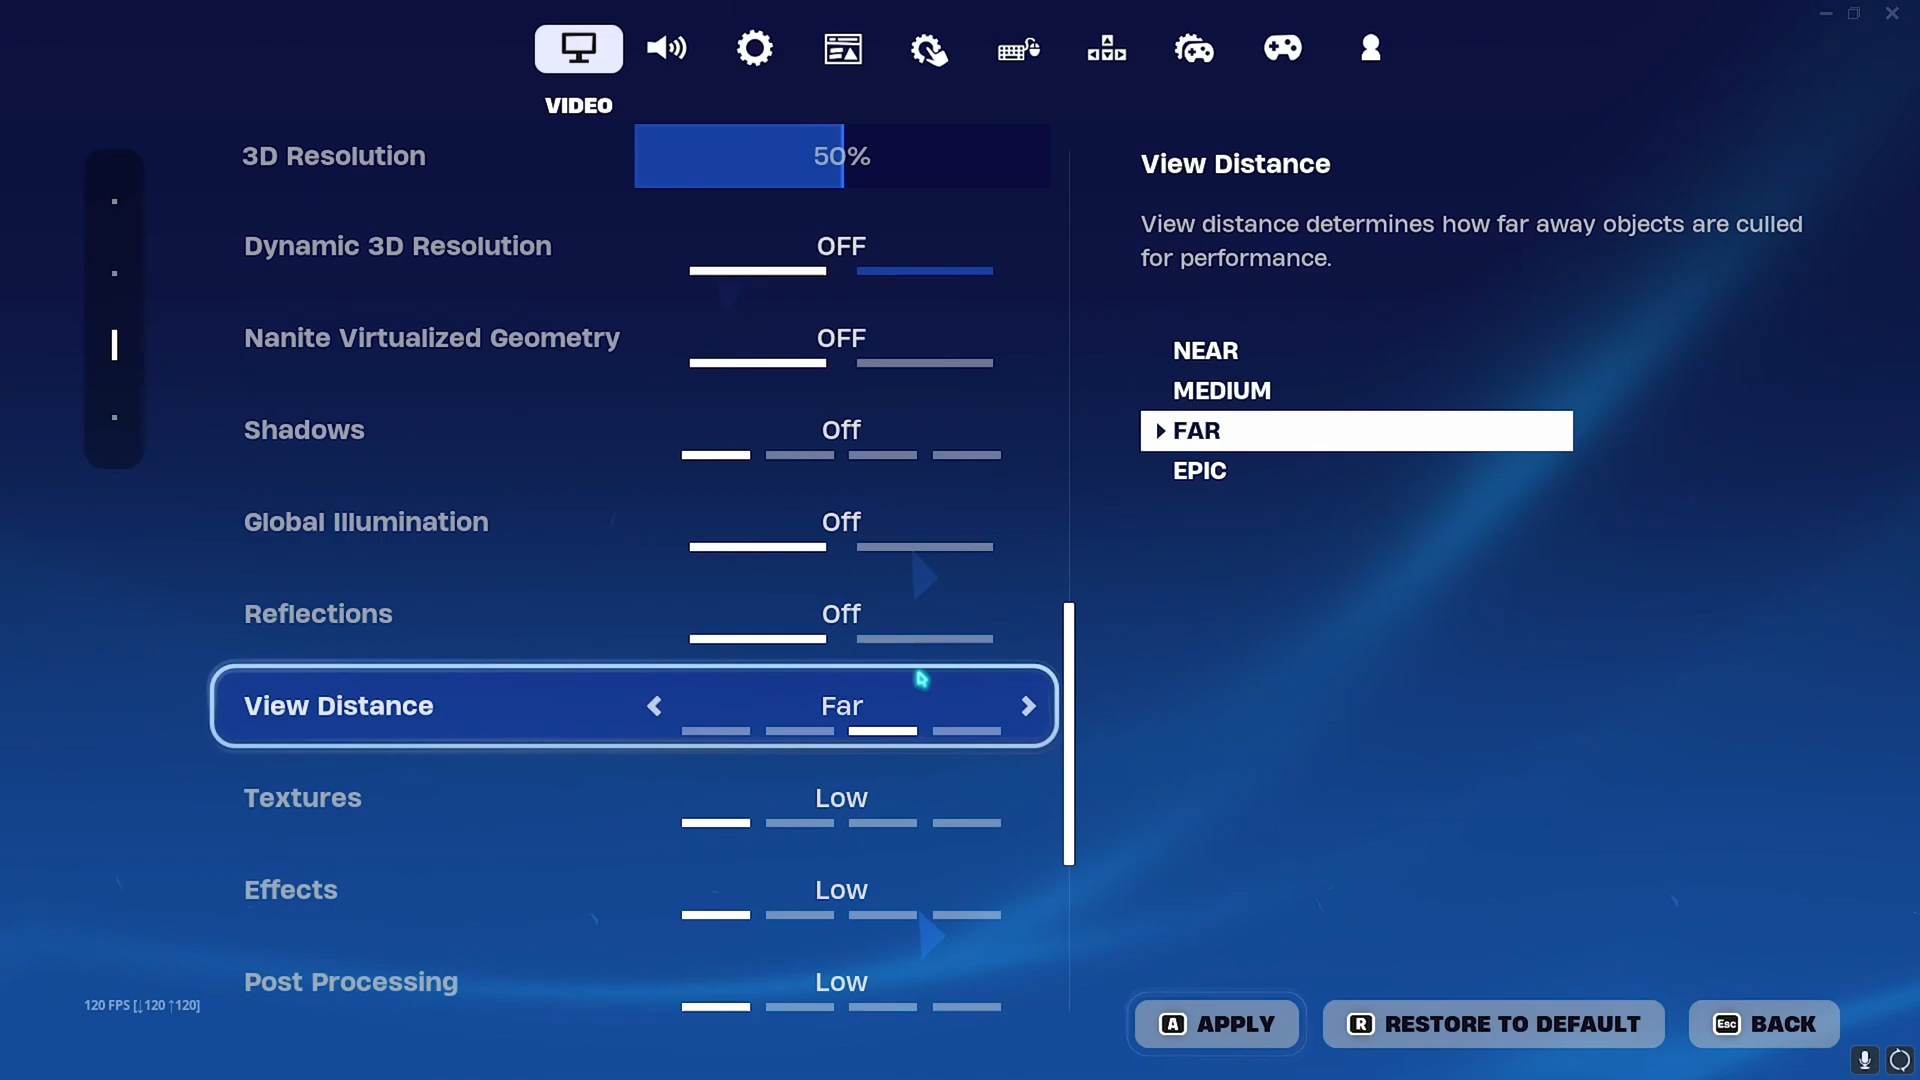 VIDEO
3D Resolution 50%
Dynamic 3D Resolution OFF
Nanite Virtualized Geometry OFF
Shadows Off
Global Illumination Off
Reflections Off
View Distance Far
Textures Low
Effects Low
Post Processing Low
View Distance
View distance determines how far away objects are culled
for performance.
NEAR
MEDIUM
FAR
EPIC
120 FPS [↓120 ↑120]
A APPLY
R RESTORE TO DEFAULT
Esc BACK